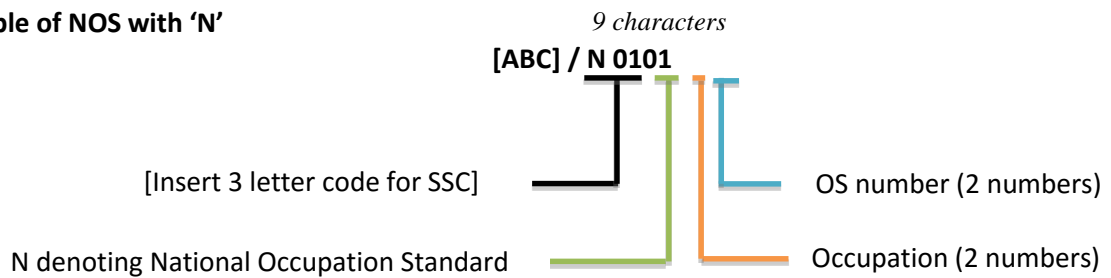 ple of NOS with ‘N’
9 characters
[ABC] / N 0101
[Insert 3 letter code for SSC]
OS number (2 numbers)
N denoting National Occupation Standard
Occupation (2 numbers)